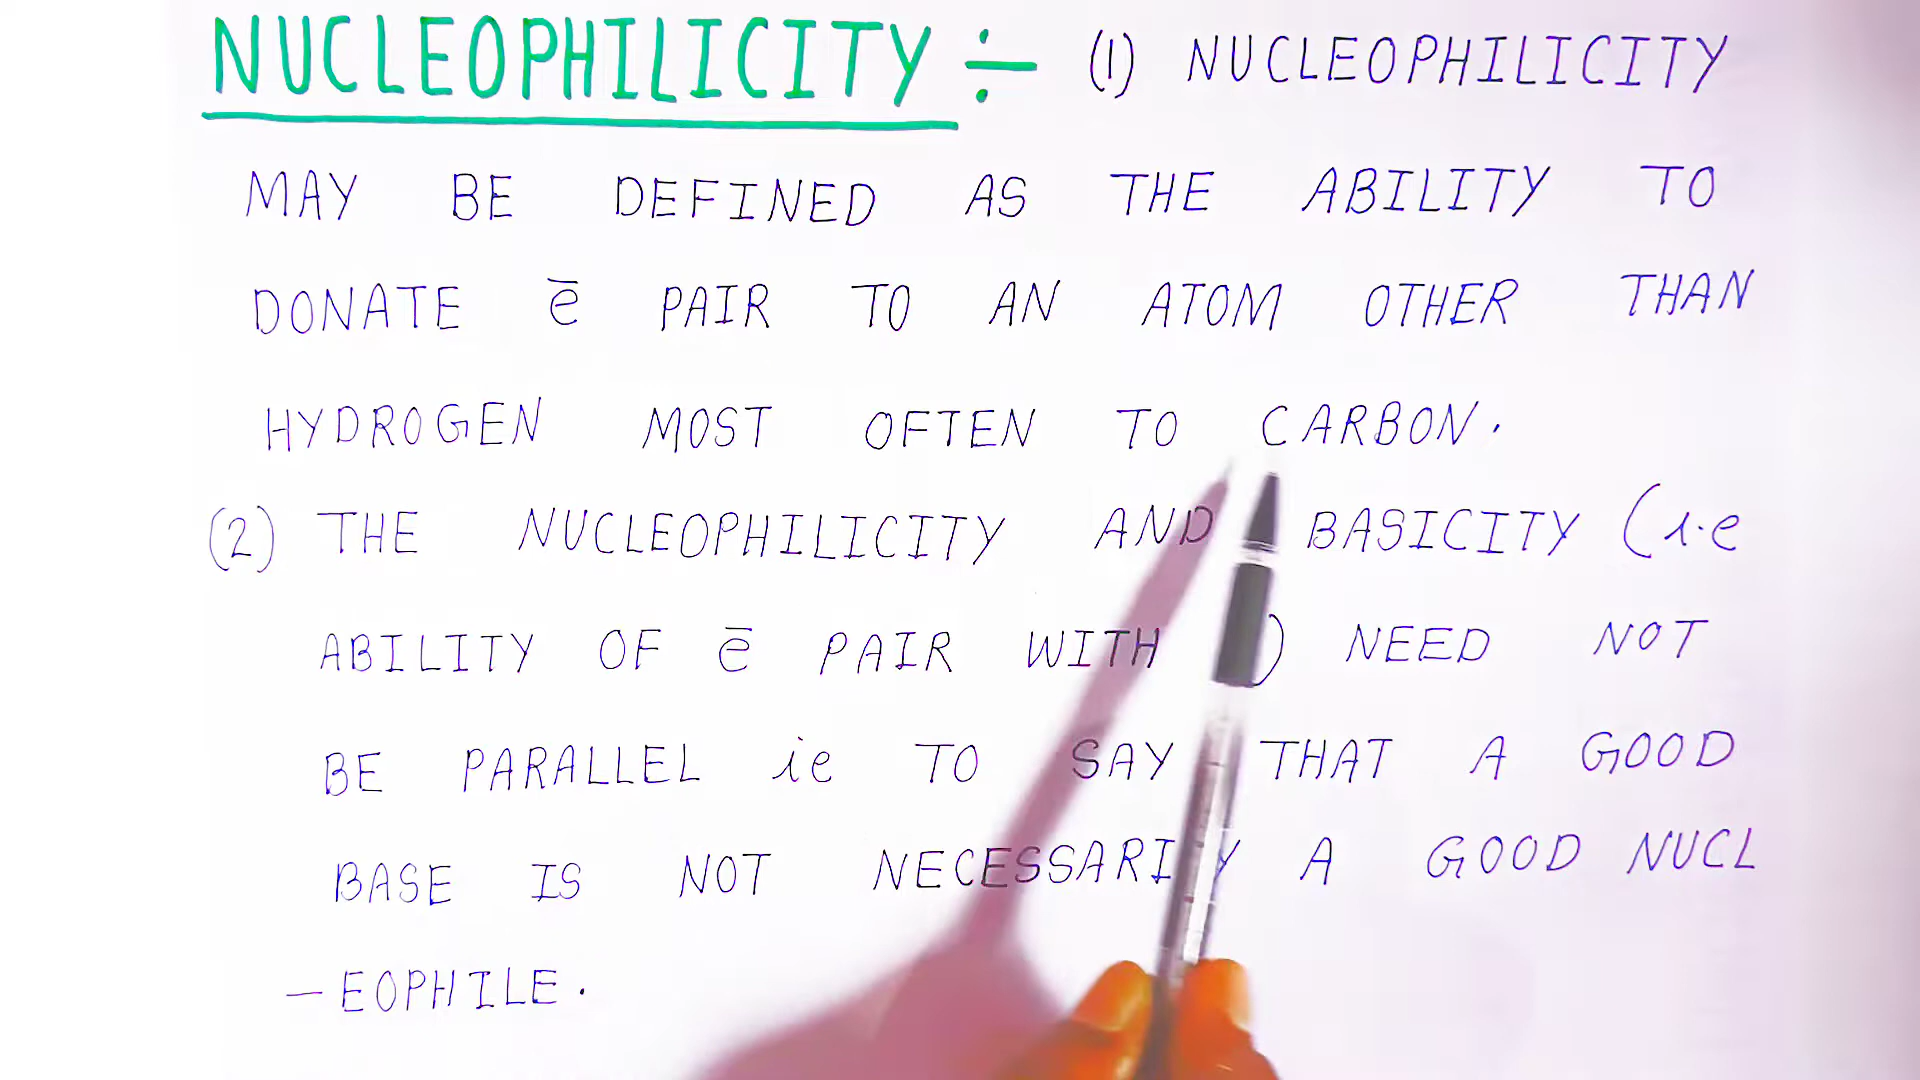 NUCLEOPHILICITY ÷ (1) NUCLEOPHILICITY
MAY BE DEFINED AS THE ABILITY TO
DONATE ē PAIR TO AN ATOM OTHER THAN
HYDROGEN MOST OFTEN TO CARBON.
(2) THE NUCLEOPHILICITY AND BASICITY (i.e
ABILITY OF ē PAIR WITH ) NEED NOT
BE PARALLEL ie TO SAY THAT A GOOD
BASE IS NOT A GOOD NUCL
-EOPHILE.